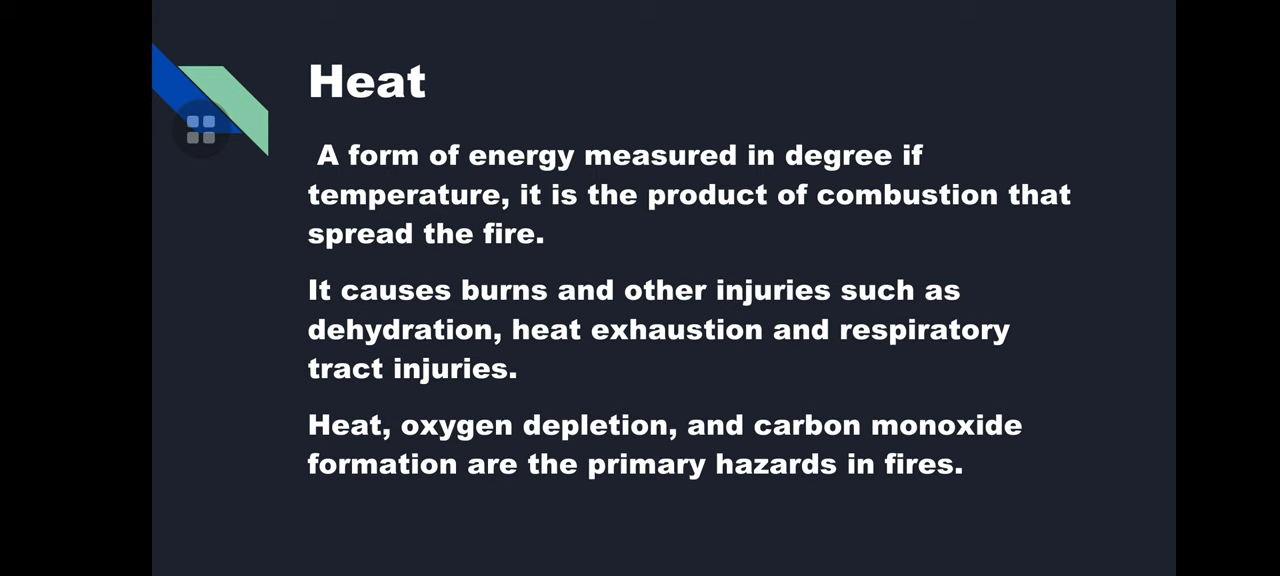 Heat
A form of energy measured in degree if
temperature, it is the product of combustion that
spread the fire.
It causes burns and other injuries such as
dehydration, heat exhaustion and respiratory
tract injuries.
Heat, oxygen depletion, and carbon monoxide
formation are the primary hazards in fires.